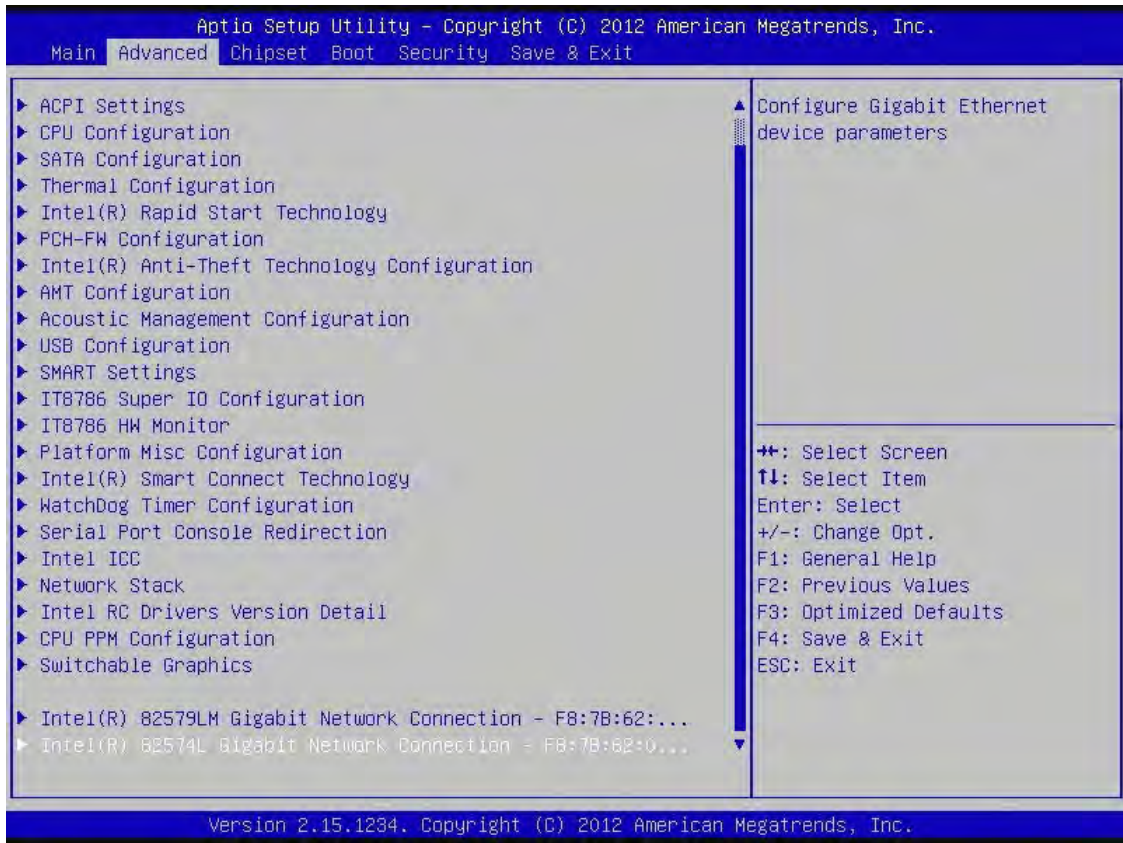 Aptio Setup Utility – Copyright (C) 2012 American Megatrends, Inc.
Main Advanced Chipset Boot Security Save & Exit
ACPI Settings
CPU Configuration
SATA Configuration
Thermal Configuration
Intel(R) Rapid Start Technology
PCH-FW Configuration
Intel(R) Anti-Theft Technology Configuration
AMT Configuration
Acoustic Management Configuration
USB Configuration
SMART Settings
IT8786 Super IO Configuration
IT8786 HW Monitor
Platform Misc Configuration
Intel(R) Smart Connect Technology
WatchDog Timer Configuration
Serial Port Console Redirection
Intel ICC
Network Stack
Intel RC Drivers Version Detail
CPU PPM Configuration
Switchable Graphics
Intel(R) 82579LM Gigabit Network Connection - F8:7B:62:...
Intel(R) 82574L Gigabit Network Connection - F8:7B:62:0...
Configure Gigabit Ethernet
device parameters
→←: Select Screen
↑↓: Select Item
Enter: Select
+/-: Change Opt.
F1: General Help
F2: Previous Values
F3: Optimized Defaults
F4: Save & Exit
ESC: Exit
Version 2.15.1234. Copyright (C) 2012 American Megatrends, Inc.